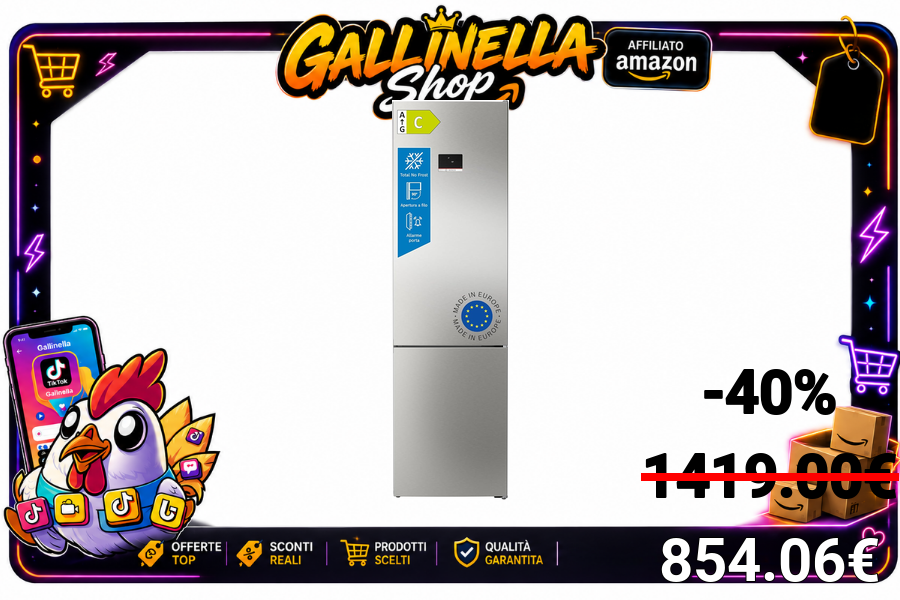 GALLINELLA
Shop
AFFILIATO
amazon
A
G
C
Total No Frost
Apertura a filo
Allarme
porta
MADE IN EUROPE
MADE IN EUROPE
Gallinella
TikTok
Gallinella
-40%
1419.00€
854.06€
OFFERTE
TOP
SCONTI
REALI
PRODOTTI
SCELTI
QUALITÀ
GARANTITA